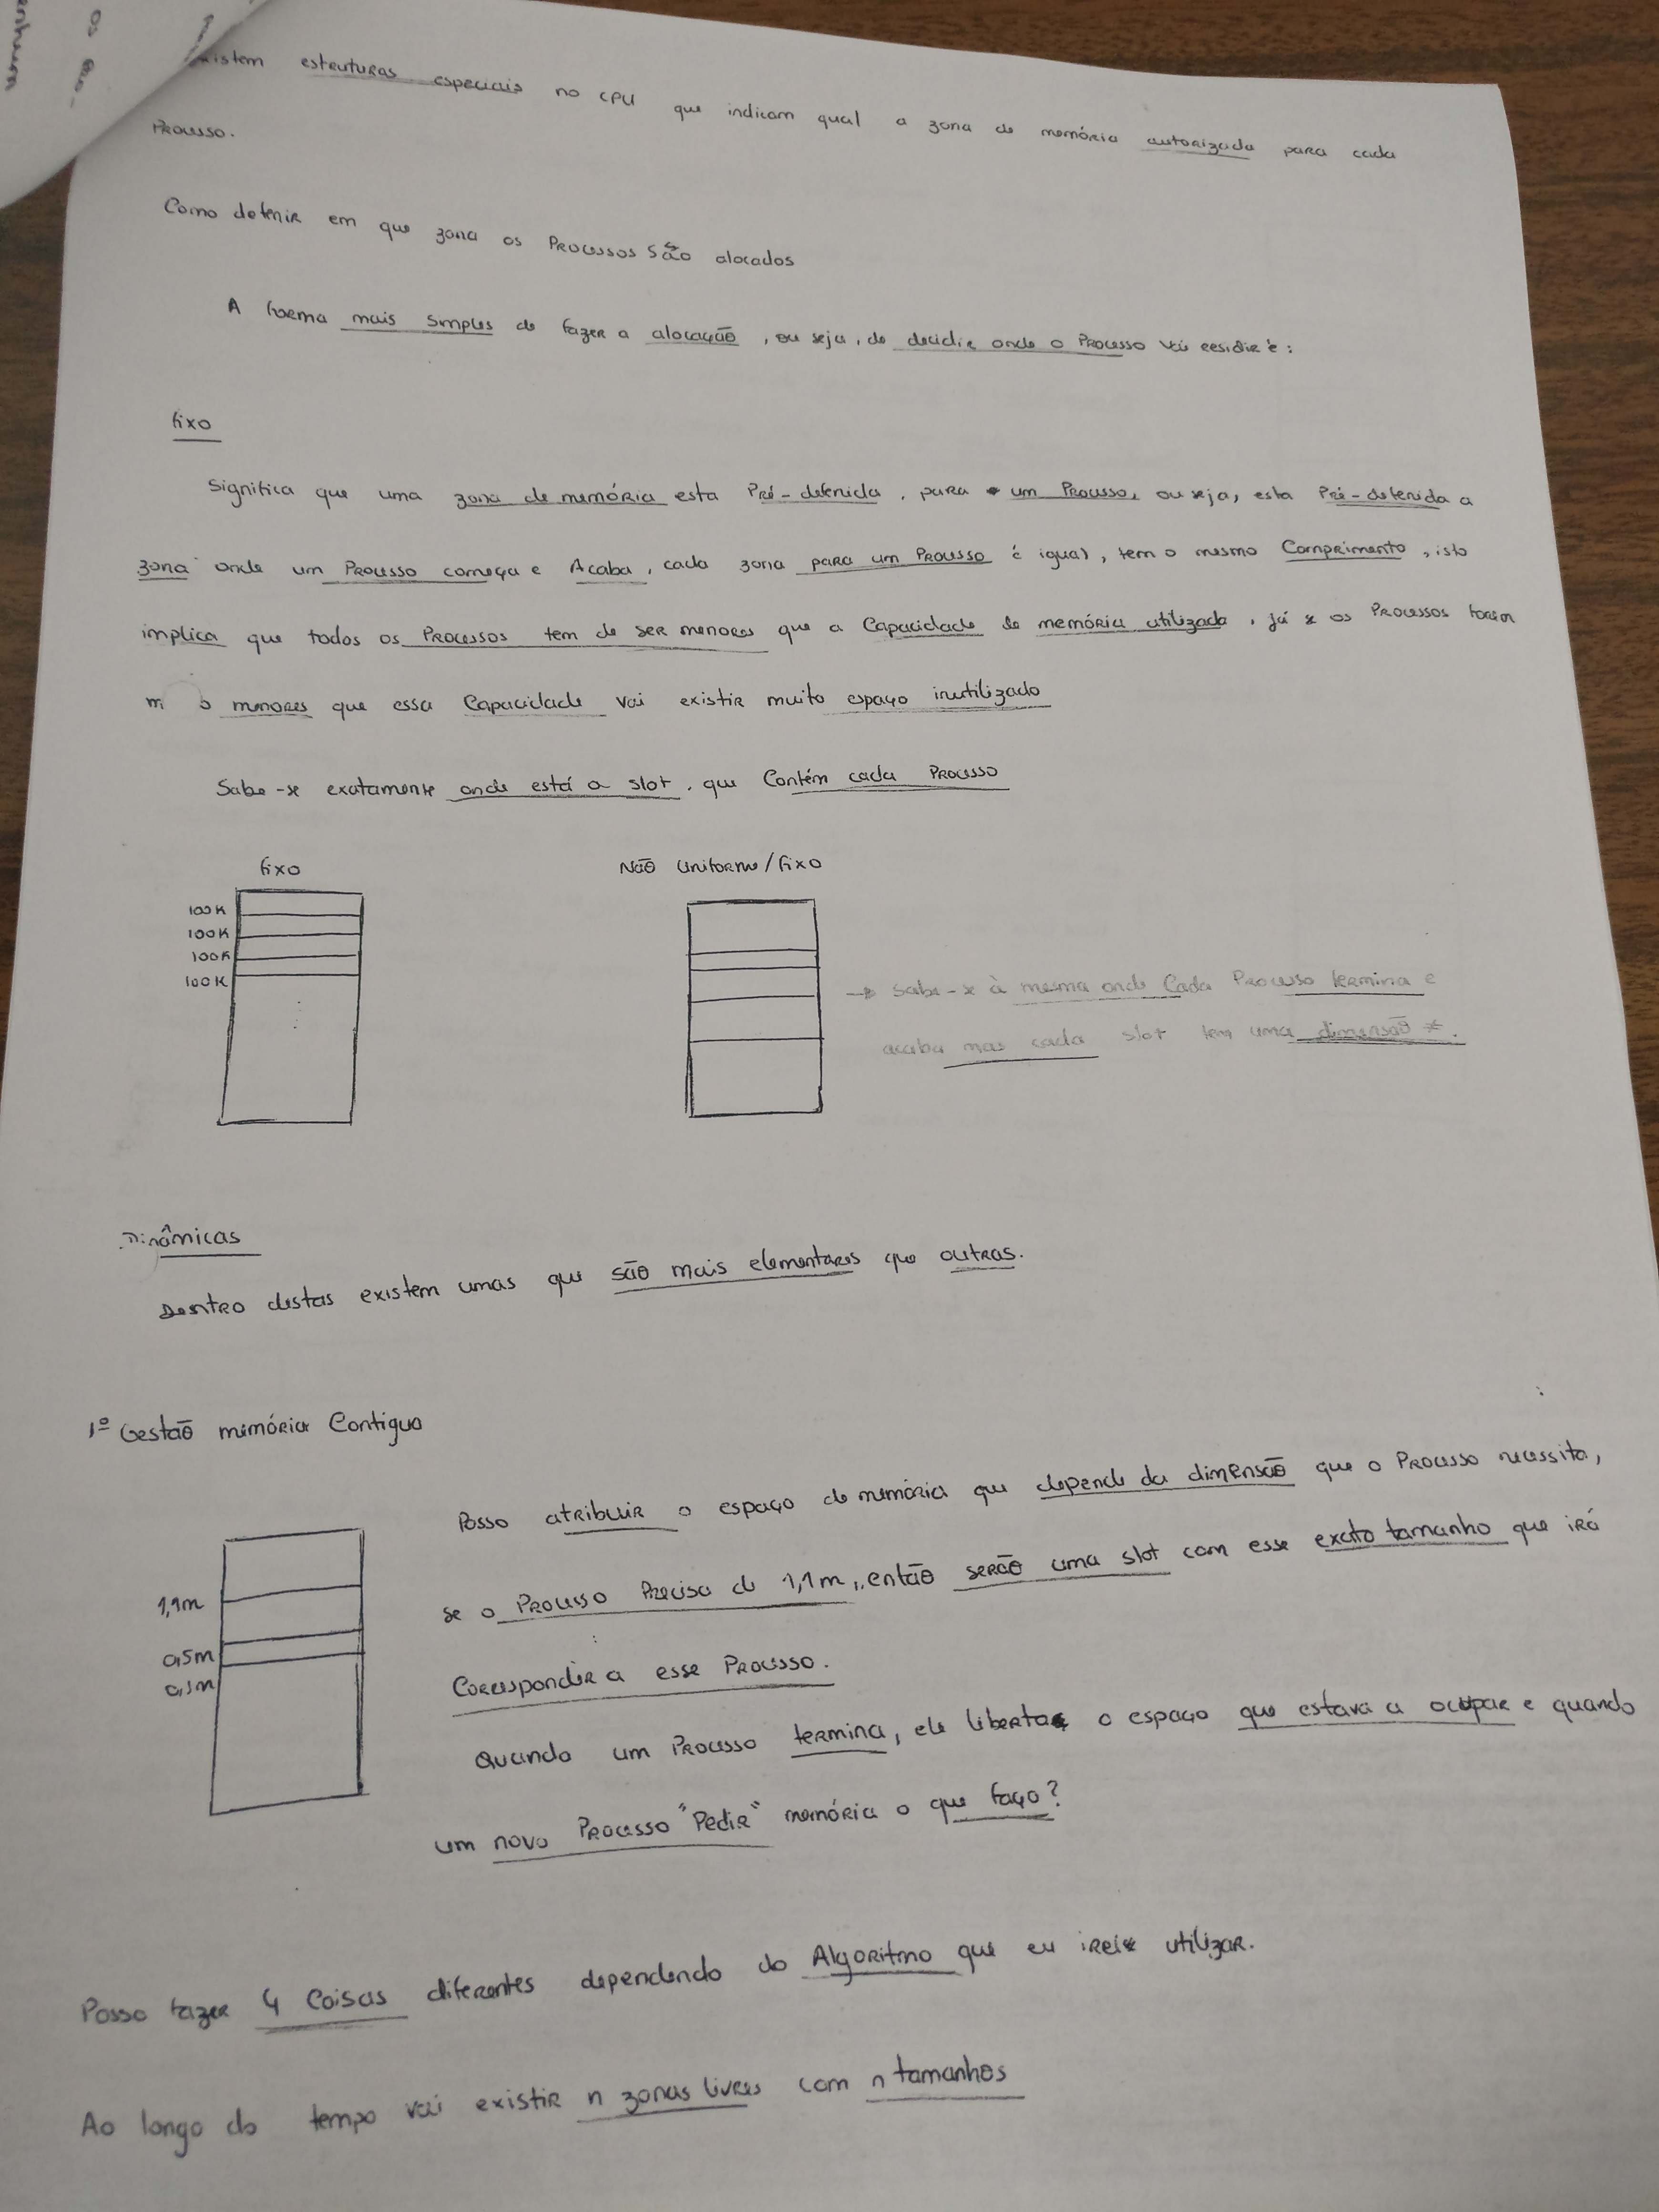 existem estruturas especiais no CPU que indicam qual a zona de memória autorizada para cada
Processo.
Como definir em que zona os Processos são alocados
A forma mais simples de fazer a alocação, ou seja, de decidir onde o Processo vai residir é:
fixo
Significa que uma zona de memória esta Pré-definida, para um Processo, ou seja, esta Pré-definida a
zona onde um Processo começa e Acaba, cada zona para um Processo é igual, tem o mesmo Comprimento, isto
implica que todos os Processos tem de ser menores que a Capacidade de memória utilizada, já se os Processos forem
menores que essa Capacidade vai existir muito espaço inutilizado
Sabe-se exatamente onde está a slot, que Contém cada Processo
fixo
Não Uniforme/fixo
100K
100K
100K
100K
→ Sabe-se à mesma onde Cada Processo termina e
acaba mas cada slot tem uma dimensão ≠.
Dinâmicas
Dentro destas existem umas que são mais elementares que outras.
1º Gestão memória Contigua
Posso atribuir o espaço de memória que depende da dimensão que o Processo necessita,
se o Processo Precisa de 1,1m, então serão uma slot com esse exato tamanho que irá
Corresponder a esse Processo.
1,1m
0,5m
Quando um Processo termina, ele liberta o espaço que estava a ocupar e quando
um novo Processo "Pedir" memória o que faço?
Posso fazer 4 Coisas diferentes dependendo do Algoritmo que eu irei utilizar.
Ao longo do tempo vai existir n zonas livres com n tamanhos